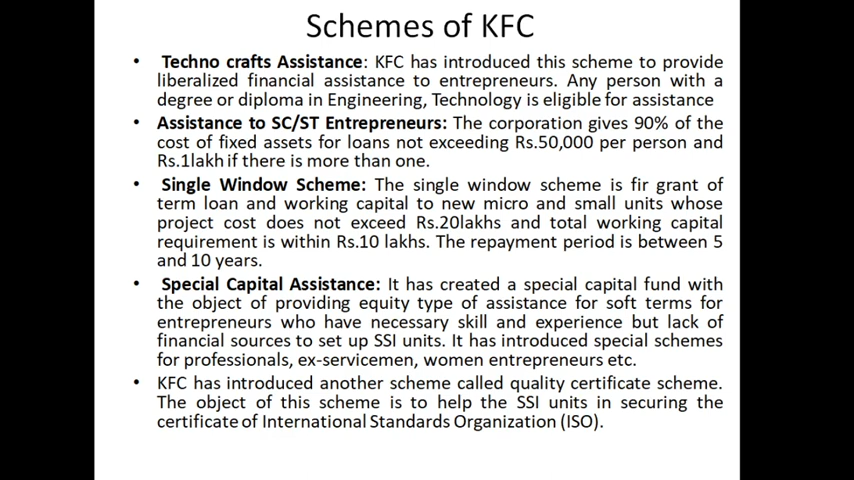 Schemes of KFC
• Techno crafts Assistance: KFC has introduced this scheme to provide
liberalized financial assistance to entrepreneurs. Any person with a
degree or diploma in Engineering, Technology is eligible for assistance
• Assistance to SC/ST Entrepreneurs: The corporation gives 90% of the
cost of fixed assets for loans not exceeding Rs.50,000 per person and
Rs.1lakh if there is more than one.
• Single Window Scheme: The single window scheme is fir grant of
term loan and working capital to new micro and small units whose
project cost does not exceed Rs.20lakhs and total working capital
requirement is within Rs.10 lakhs. The repayment period is between 5
and 10 years.
• Special Capital Assistance: It has created a special capital fund with
the object of providing equity type of assistance for soft terms for
entrepreneurs who have necessary skill and experience but lack of
financial sources to set up SSI units. It has introduced special schemes
for professionals, ex-servicemen, women entrepreneurs etc.
• KFC has introduced another scheme called quality certificate scheme.
The object of this scheme is to help the SSI units in securing the
certificate of International Standards Organization (ISO).